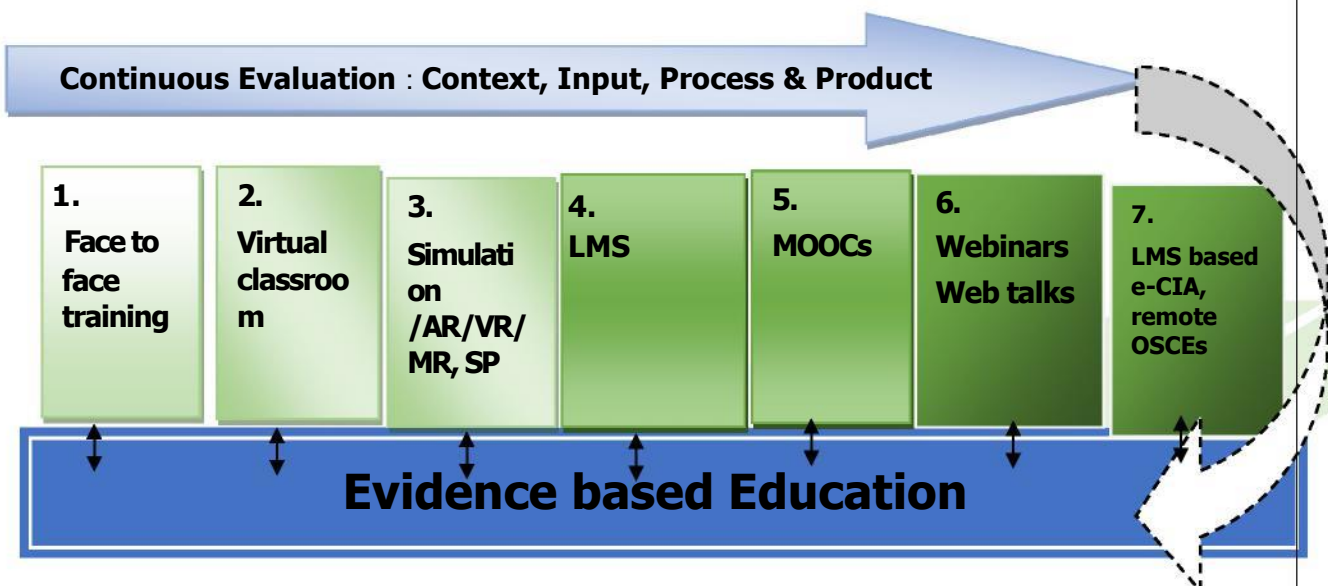 Continuous Evaluation : Context, Input, Process & Product
1.
Face to
face
training
2.
Virtual
classroo
m
3.
Simulati
on
/AR/VR/
MR, SP
4.
LMS
5.
MOOCs
6.
Webinars
Web talks
7.
LMS based
e-CIA,
remote
OSCEs
Evidence based Education